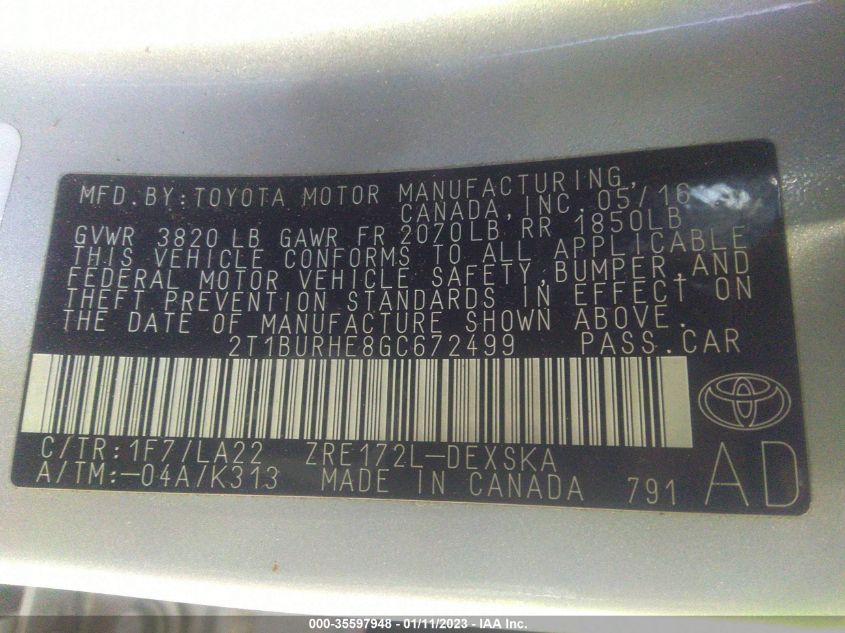 MFD.BY:TOYOTA MOTOR MANUFACTURING,
CANADA,INC. 05/16
GVWR 3820 LB GAWR FR 2070LB RR 1850LB
THIS VEHICLE CONFORMS TO ALL APPLICABLE
FEDERAL MOTOR VEHICLE SAFETY,BUMPER,AND
THEFT PREVENTION STANDARDS IN EFFECT ON
THE DATE OF MANUFACTURE SHOWN ABOVE.
2T1BURHE8GC672499 PASS.CAR
C/TR:1F7/LA22 ZRE172L-DEXSKA
A/TM:-04A/K313 MADE IN CANADA 791 AD
000-35597948 - 01/11/2023 - IAA Inc.